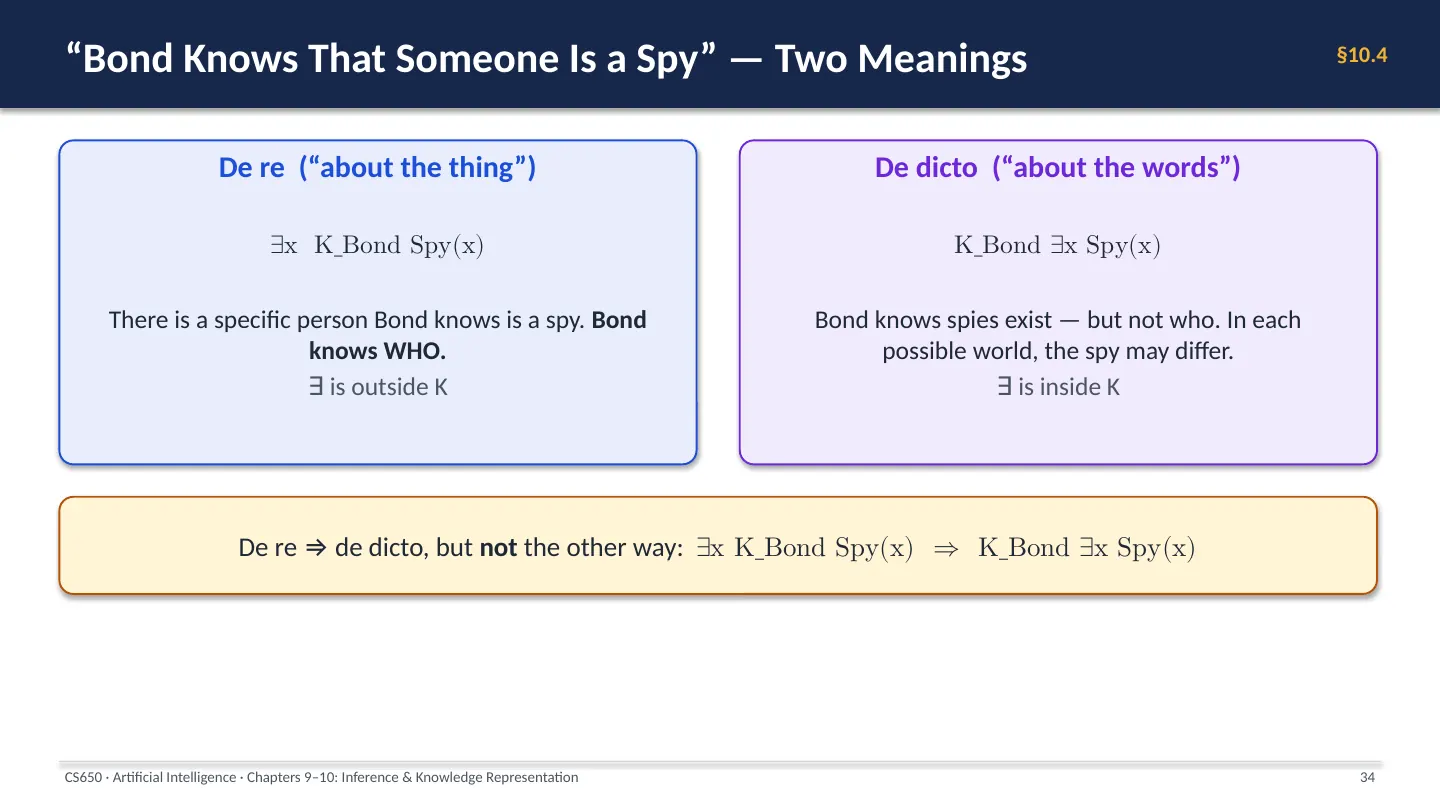 “Bond Knows That Someone Is a Spy” — Two Meanings
§10.4
De re (“about the thing”)
∃x K_Bond Spy(x)
There is a specific person Bond knows is a spy. Bond
knows WHO.
∃ is outside K
De dicto (“about the words”)
K_Bond ∃x Spy(x)
Bond knows spies exist — but not who. In each
possible world, the spy may differ.
∃ is inside K
De re ⇒ de dicto, but not the other way: ∃x K_Bond Spy(x) ⇒ K_Bond ∃x Spy(x)
CS650 · Artificial Intelligence · Chapters 9–10: Inference & Knowledge Representation
34